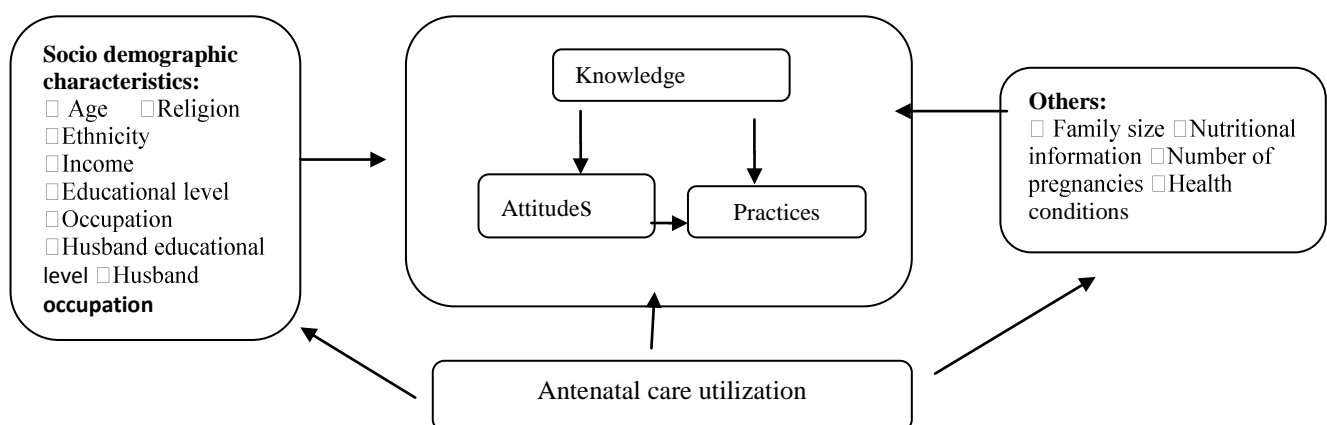 Socio demographic
characteristics:
□ Age □Religion
□Ethnicity
□Income
□Educational level
□Occupation
□Husband educational
level □Husband
occupation
Knowledge
AttitudeS
Practices
Others:
□ Family size □Nutritional
information □Number of
pregnancies □Health
conditions
Antenatal care utilization